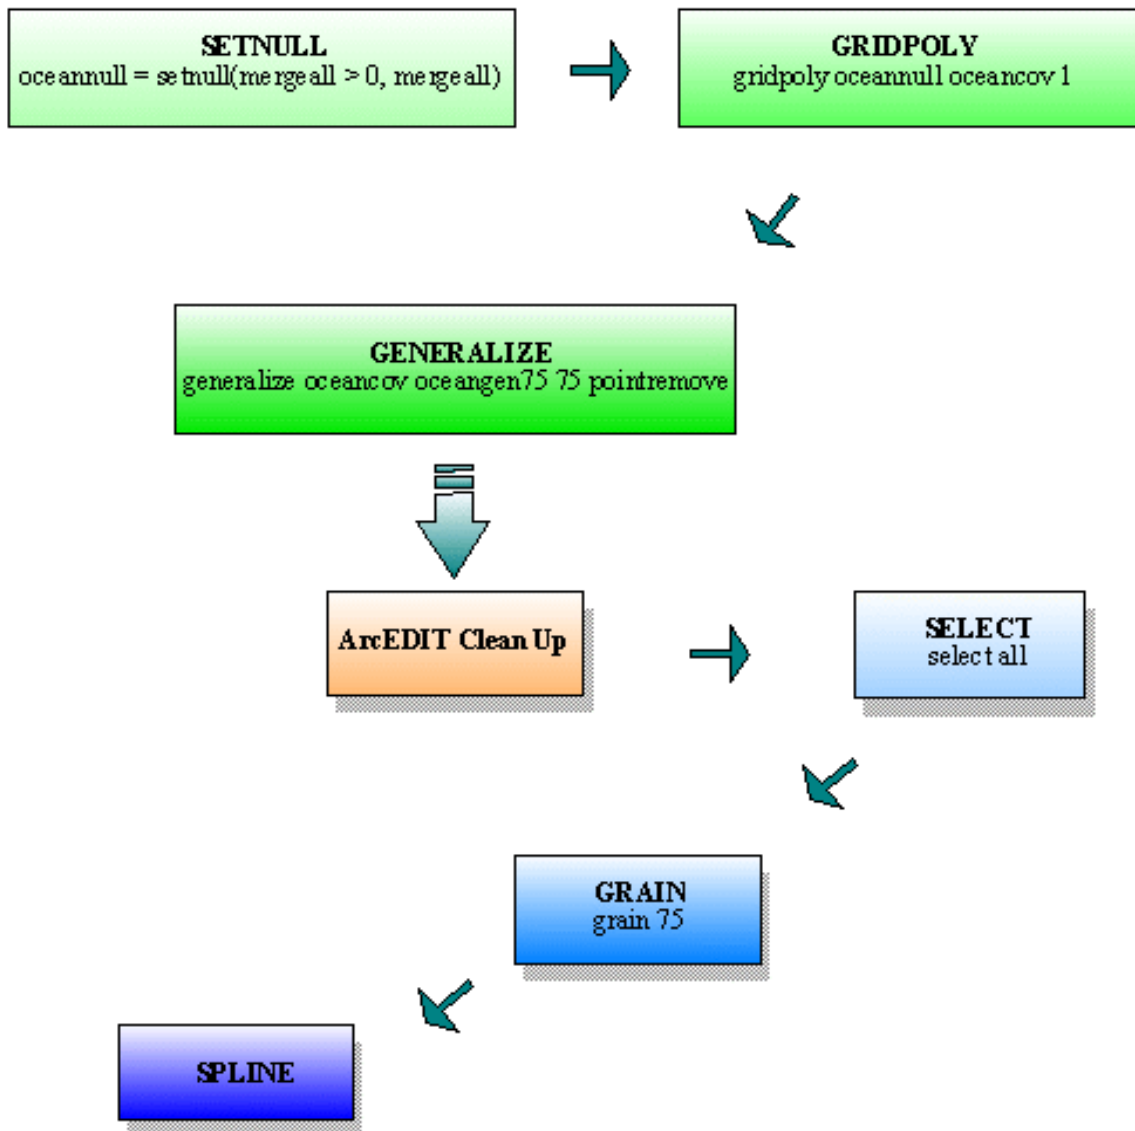 SETNULL
oceannull = setnull(mergeall > 0, mergeall)
GRIDPOLY
gridpoly oceannull oceancov 1
GENERALIZE
generalize oceancov oceangen75 75 pointremove
ArcEDIT Clean Up
SELECT
select all
GRAIN
grain 75
SPLINE